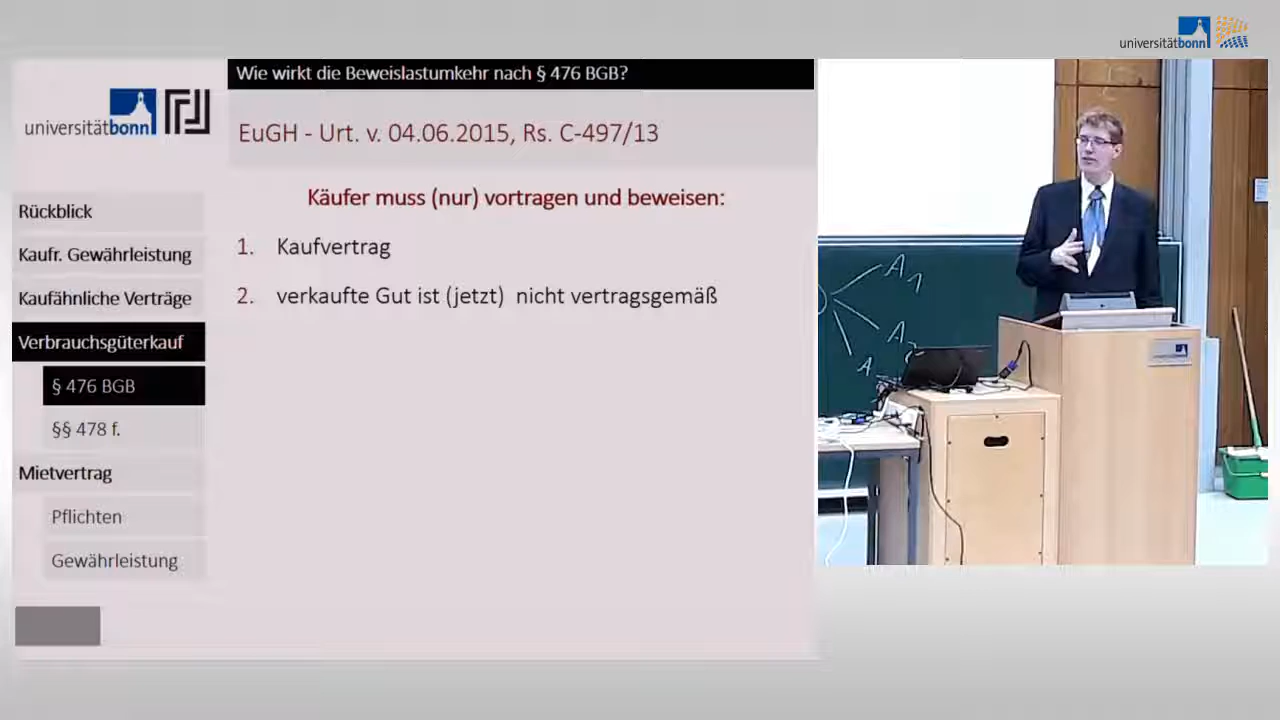 universitätbonn
Wie wirkt die Beweislastumkehr nach § 476 BGB?
universitätbonn
EuGH - Urt. v. 04.06.2015, Rs. C-497/13
Käufer muss (nur) vortragen und beweisen:
1. Kaufvertrag
2. verkaufte Gut ist (jetzt) nicht vertragsgemäß
Rückblick
Kaufr. Gewährleistung
Kaufähnliche Verträge
Verbrauchsgüterkauf
§ 476 BGB
§§ 478 f.
Mietvertrag
Pflichten
Gewährleistung
A1
A2
A